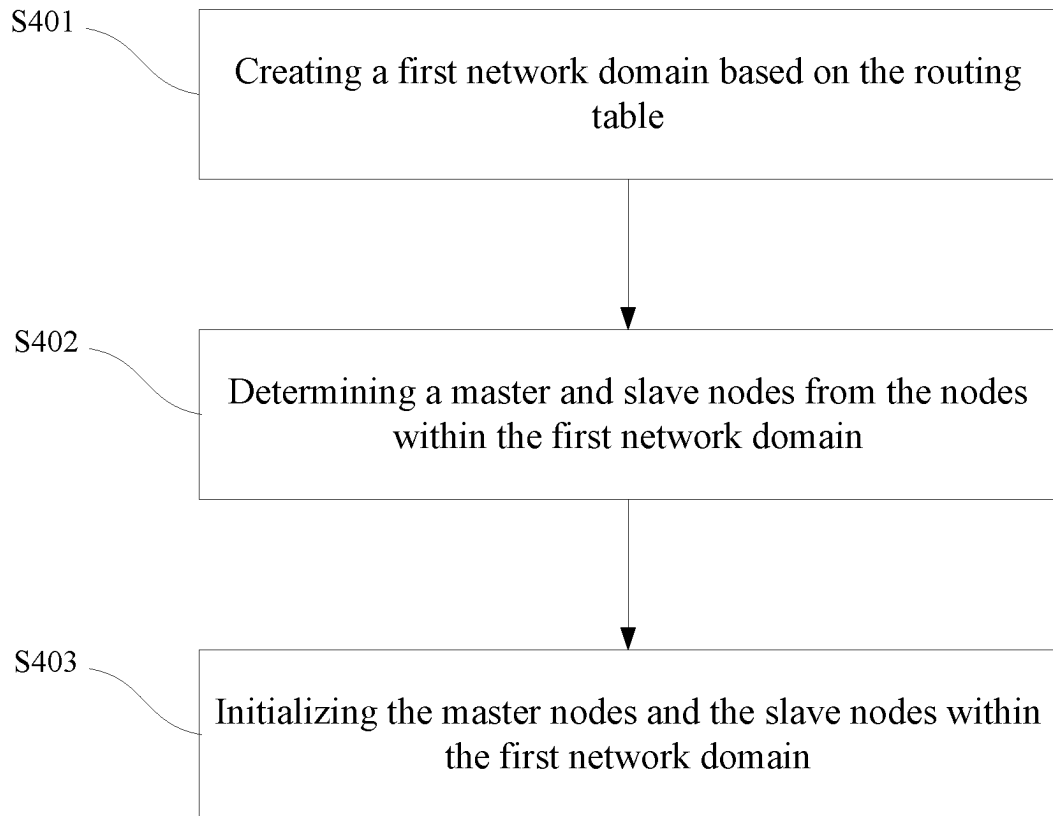 S401
Creating a first network domain based on the routing
table
S402
Determining a master and slave nodes from the nodes
within the first network domain
S403
Initializing the master nodes and the slave nodes within
the first network domain